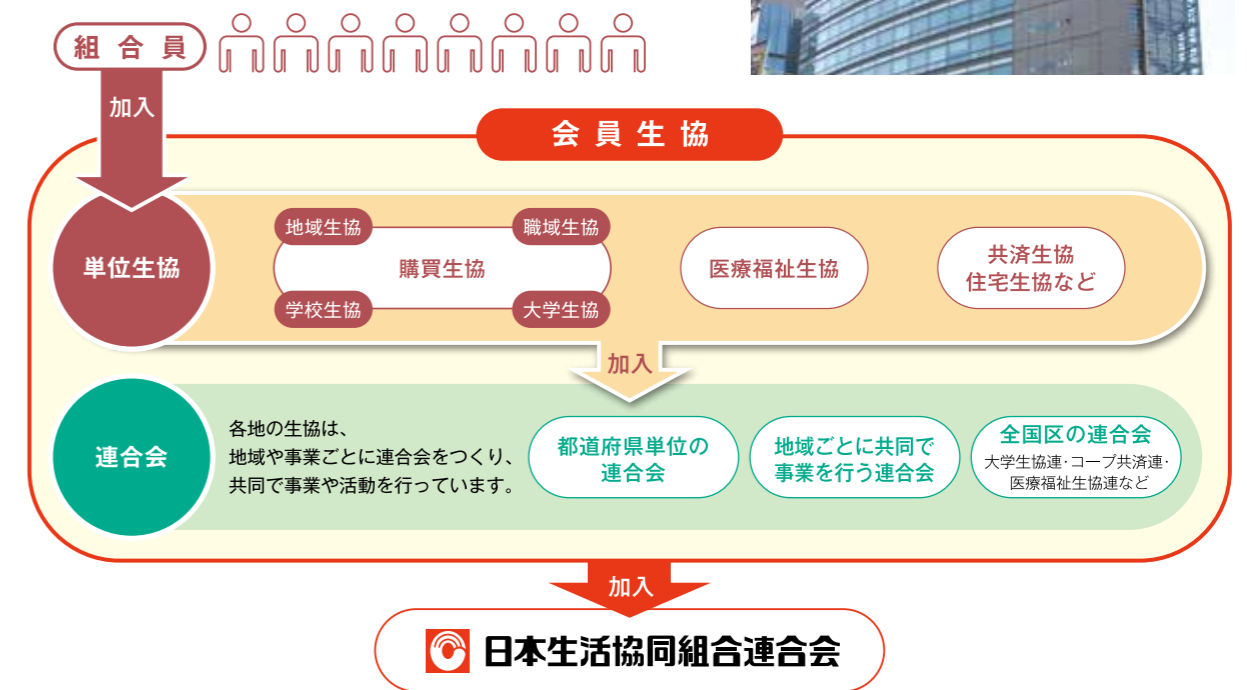 組合員
加入
会員生協
単位生協
地域生協
職域生協
購買生協
学校生協
大学生協
医療福祉生協
共済生協
住宅生協など
加入
連合会
各地の生協は、
地域や事業ごとに連合会をつくり、
共同で事業や活動を行っています。
都道府県単位の
連合会
地域ごとに共同で
事業を行う連合会
全国区の連合会
大学生協連・コープ共済連・
医療福祉生協連など
加入
日本生活協同組合連合会